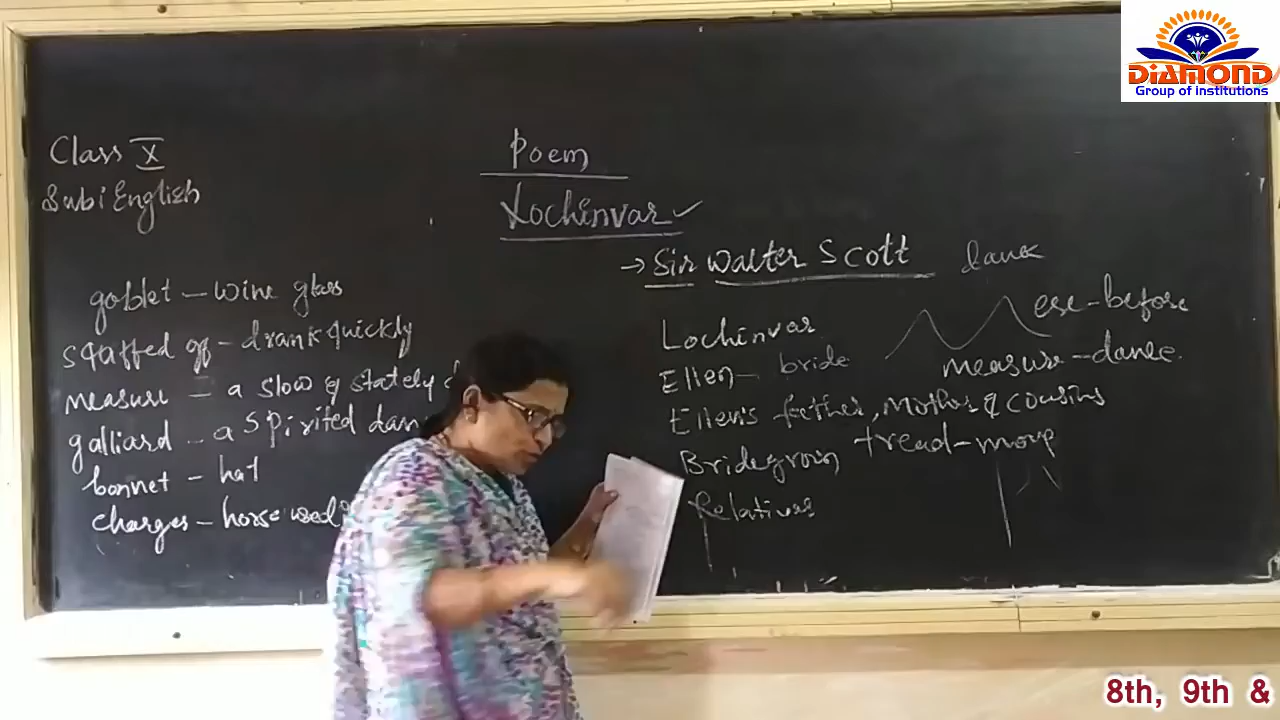 DIAMOND
Group of institutions
Class X
Sub: English
Poem
Lochinvar
→ Sir Walter Scott
goblet – wine glass
quaffed off – drank quickly
measure – a slow & stately
galliard – a spirited dan
bonnet – hat
charger – horse used
Lochinvar
Ellen – bride
Ellen's father, Mother & cousins
Bridegroom
Relatives
ere – before
measure – dance
tread – move
8th, 9th &